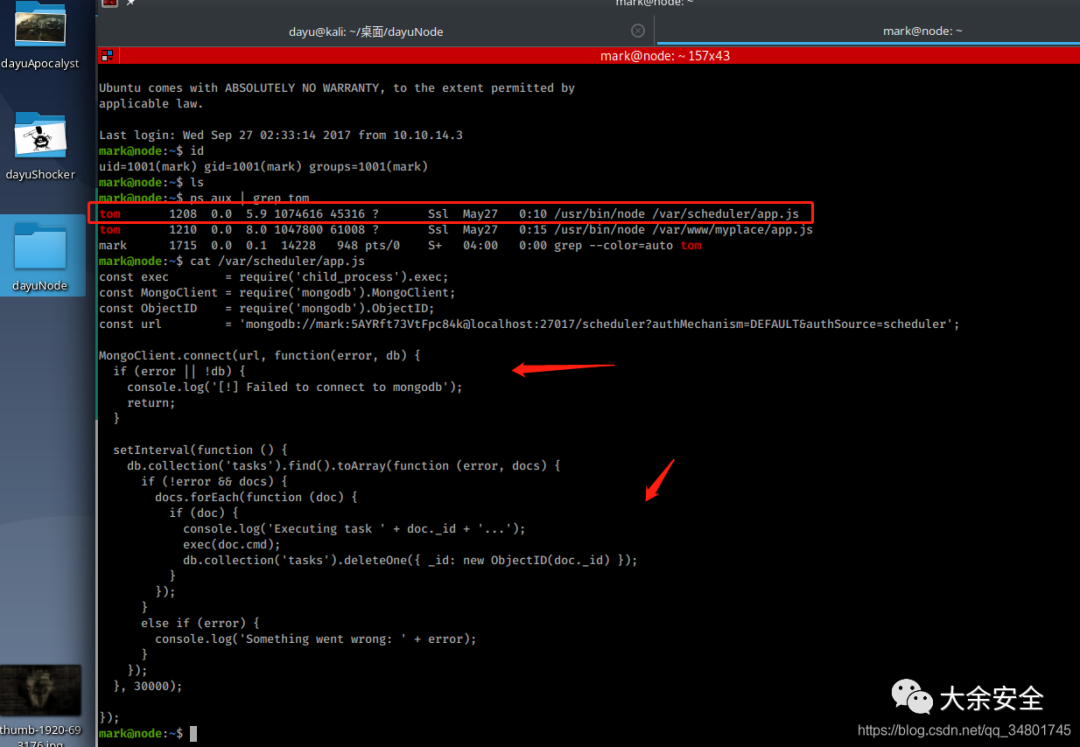 mark@node: ~
dayu@kali: ~/桌面/dayuNode
mark@node: ~
mark@node: ~ 157x43
dayuApocalyst
dayuShocker
dayuNode
thumb-1920-69
3176.jpg
Ubuntu comes with ABSOLUTELY NO WARRANTY, to the extent permitted by
applicable law.
Last login: Wed Sep 27 02:33:14 2017 from 10.10.14.3
mark@node:~$ id
uid=1001(mark) gid=1001(mark) groups=1001(mark)
mark@node:~$ ls
mark@node:~$ ps aux | grep tom
tom       1208  0.0  5.9 1074616 45316 ?       Ssl  May27   0:10 /usr/bin/node /var/scheduler/app.js
tom       1210  0.0  8.0 1047800 61008 ?       Ssl  May27   0:15 /usr/bin/node /var/www/myplace/app.js
mark      1715  0.0  0.1  14228   948 pts/0    S+   04:00   0:00 grep --color=auto tom
mark@node:~$ cat /var/scheduler/app.js
const exec        = require('child_process').exec;
const MongoClient = require('mongodb').MongoClient;
const ObjectID    = require('mongodb').ObjectID;
const url         = 'mongodb://mark:5AYRft73VtFpc84k@localhost:27017/scheduler?authMechanism=DEFAULT&authSource=scheduler';
MongoClient.connect(url, function(error, db) {
  if (error || !db) {
    console.log('[!] Failed to connect to mongodb');
    return;
  }
  setInterval(function () {
    db.collection('tasks').find().toArray(function (error, docs) {
      if (!error && docs) {
        docs.forEach(function (doc) {
          if (doc) {
            console.log('Executing task ' + doc._id + '...');
            exec(doc.cmd);
            db.collection('tasks').deleteOne({ _id: new ObjectID(doc._id) });
          }
        });
      }
      else if (error) {
        console.log('Something went wrong: ' + error);
      }
    });
  }, 30000);
});
mark@node:~$
大余安全
https://blog.csdn.net/qq_34801745